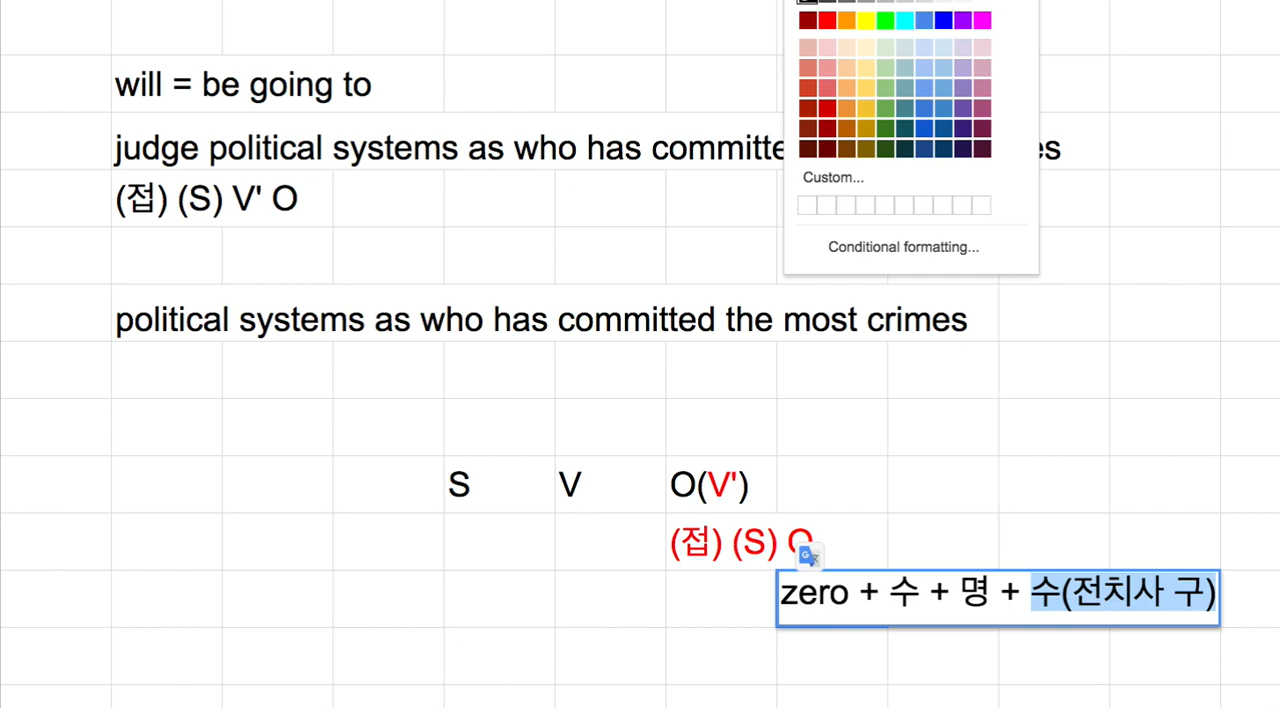 will = be going to
judge political systems as who has committe es
Custom...
(접) (S) V' O
Conditional formatting...
political systems as who has committed the most crimes
S V O(V')
(접) (S) O
zero + 수 + 명 + 수(전치사 구)